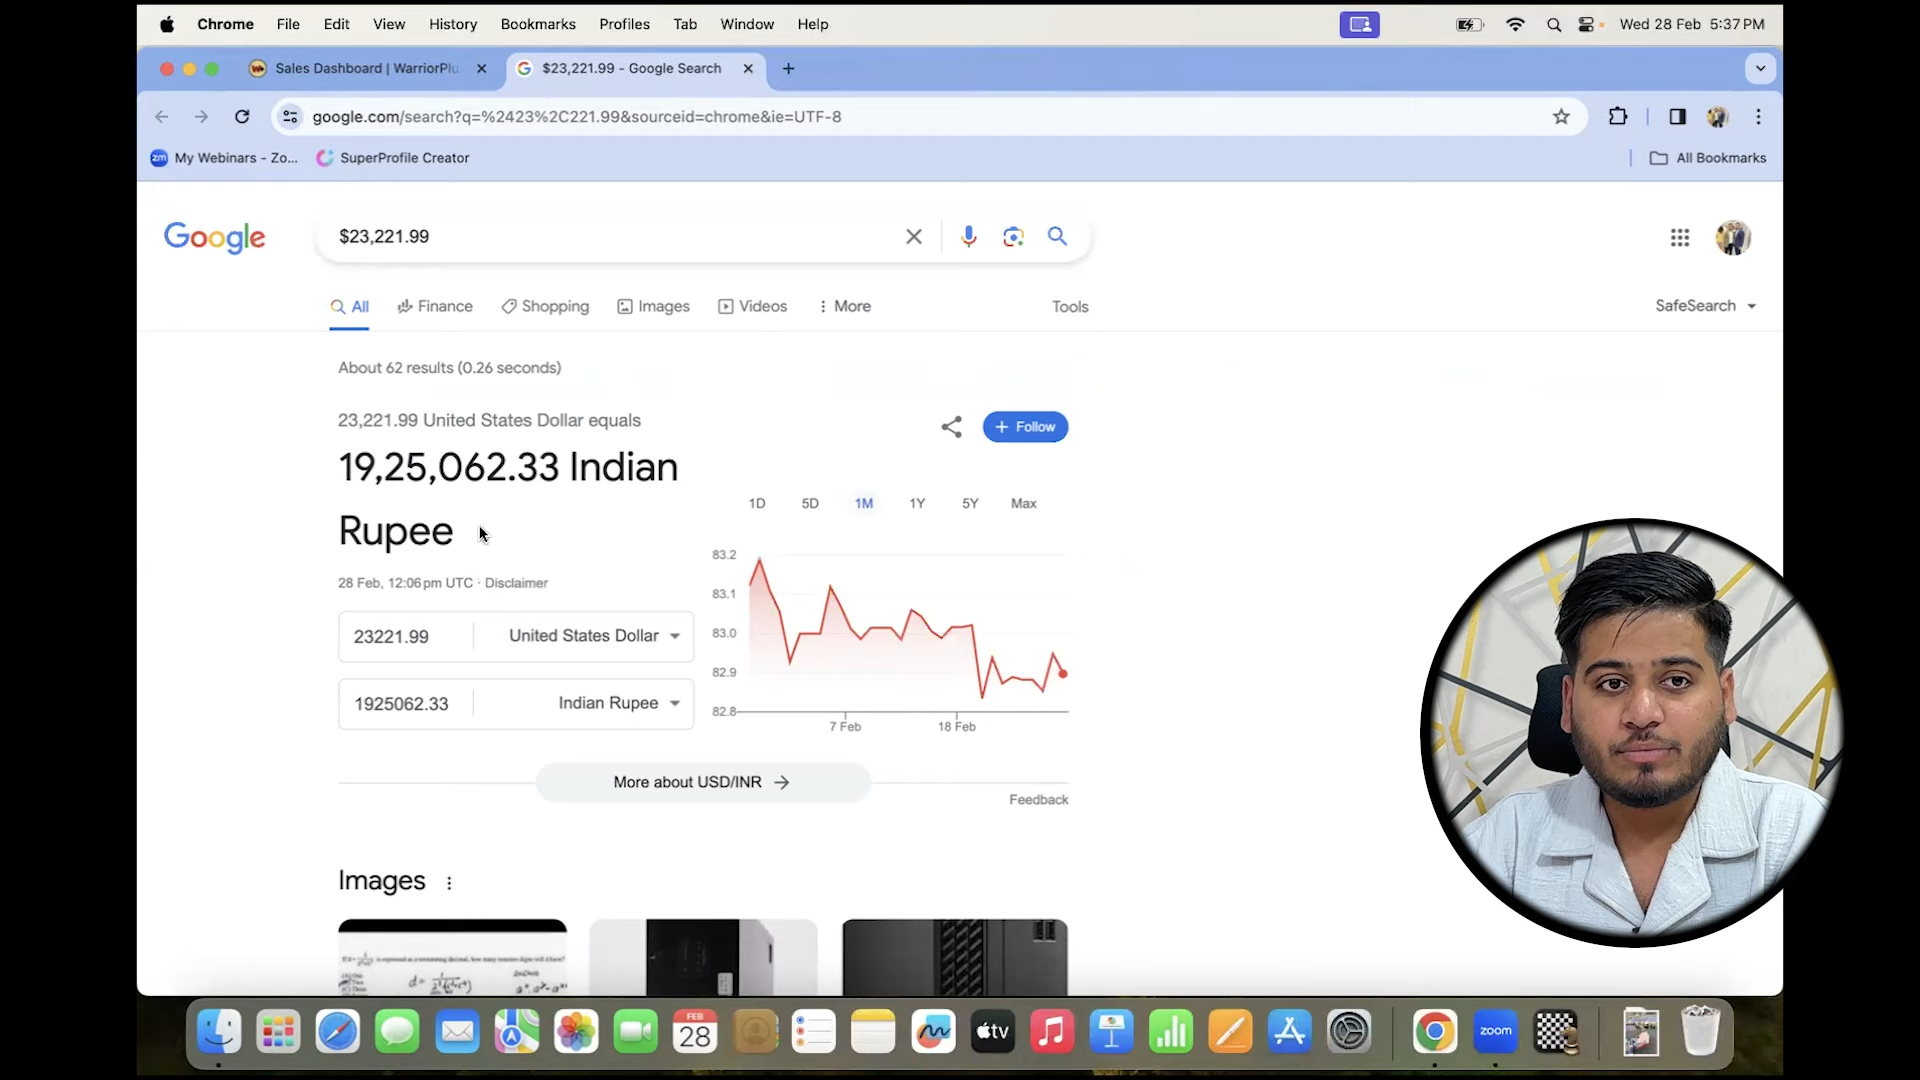 Chrome File Edit View History Bookmarks Profiles Tab Window Help
Wed 28 Feb 5:37 PM
Sales Dashboard | WarriorPlu
$23,221.99 - Google Search
google.com/search?q=%2423%2C221.99&sourceid=chrome&ie=UTF-8
zm My Webinars - Zo...
SuperProfile Creator
All Bookmarks
Google
$23,221.99
All
Finance
Shopping
Images
Videos
More
Tools
SafeSearch
About 62 results (0.26 seconds)
23,221.99 United States Dollar equals
+ Follow
19,25,062.33 Indian
Rupee
28 Feb, 12:06 pm UTC · Disclaimer
23221.99 United States Dollar
1925062.33 Indian Rupee
1D 5D 1M 1Y 5Y Max
83.2
83.1
83.0
82.9
82.8
7 Feb 18 Feb
More about USD/INR
Feedback
Images
FEB
28
tv
zoom